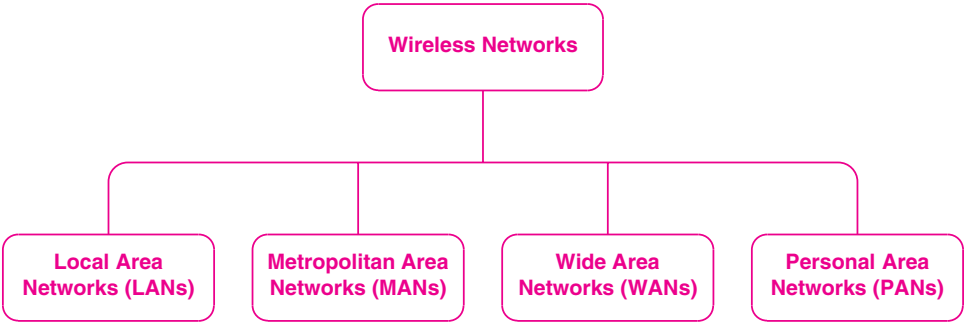 Wireless Networks
Local Area
Networks (LANs)
Metropolitan Area
Networks (MANs)
Wide Area
Networks (WANs)
Personal Area
Networks (PANs)